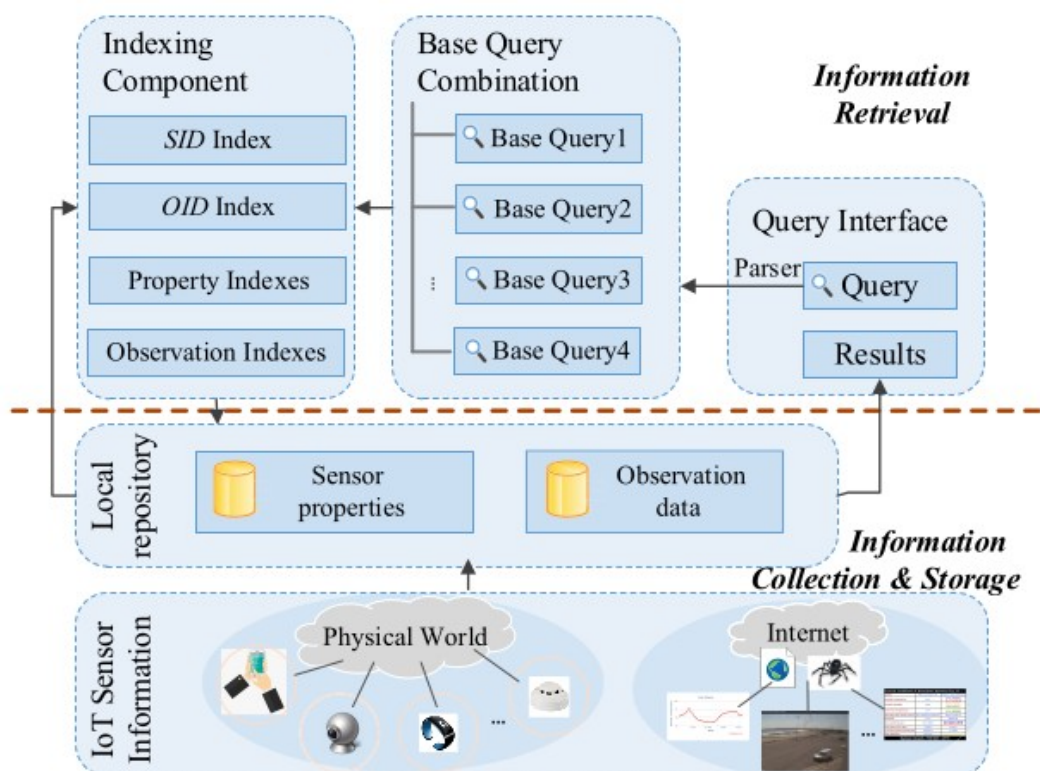 Indexing
Component
SID Index
OID Index
Property Indexes
Observation Indexes
Base Query
Combination
Base Query1
Base Query2
...
Base Query3
Base Query4
Information
Retrieval
Query Interface
Parser
Query
Results
Local
repository
Sensor
properties
Observation
data
Information
Collection & Storage
IoT Sensor
Information
Physical World
...
Internet
...